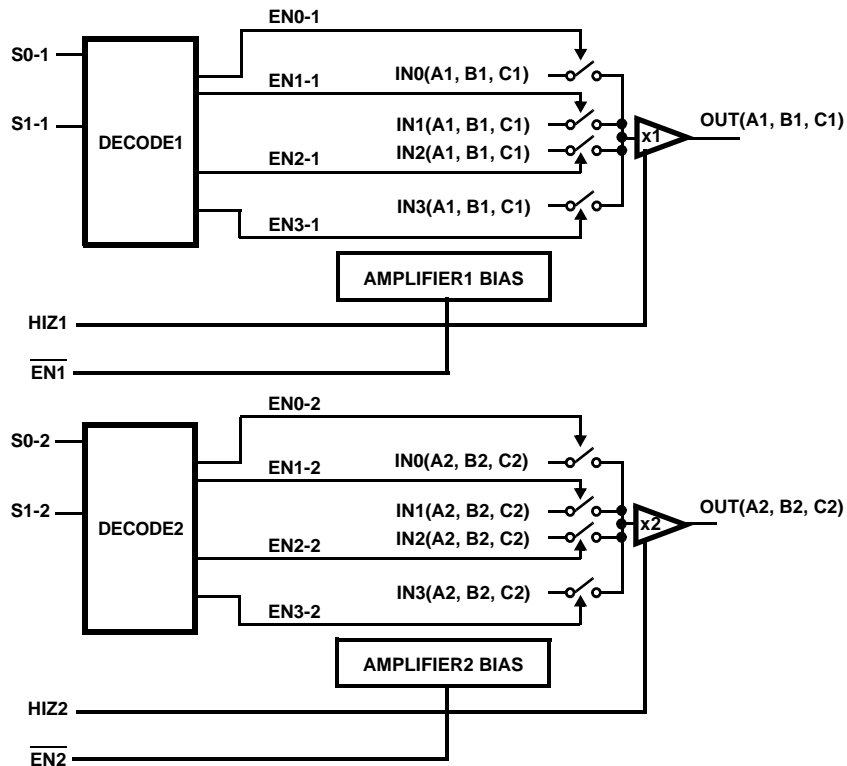 EN0-1
S0-1
IN0(A1, B1, C1)
EN1-1
S1-1
IN1(A1, B1, C1)
OUT(A1, B1, C1)
DECODE1
x1
IN2(A1, B1, C1)
EN2-1
IN3(A1, B1, C1)
EN3-1
AMPLIFIER1 BIAS
HIZ1
EN1
EN0-2
S0-2
IN0(A2, B2, C2)
EN1-2
S1-2
IN1(A2, B2, C2)
OUT(A2, B2, C2)
DECODE2
x2
IN2(A2, B2, C2)
EN2-2
IN3(A2, B2, C2)
EN3-2
AMPLIFIER2 BIAS
HIZ2
EN2